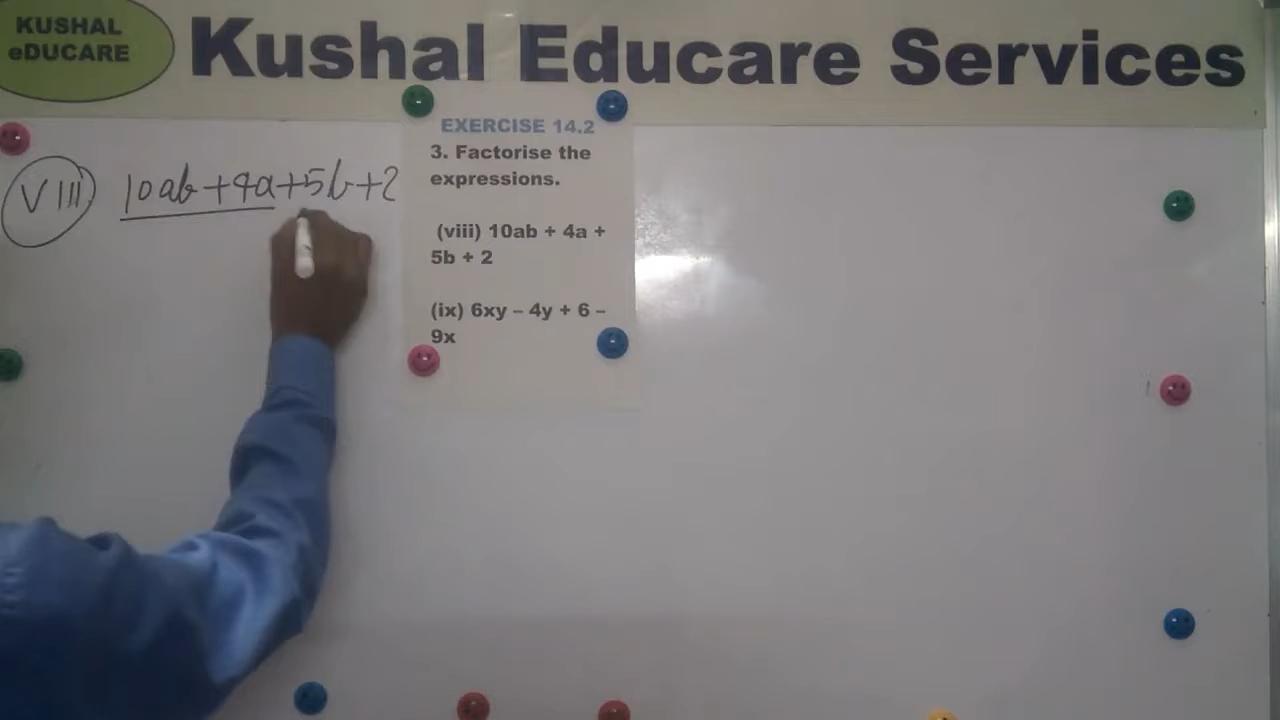 KUSHAL
eDUCARE
Kushal Educare Services
VIII) 10ab+4a+5b+2
EXERCISE 14.2
3. Factorise the
expressions.
(viii) 10ab + 4a +
5b + 2
(ix) 6xy – 4y + 6 –
9x